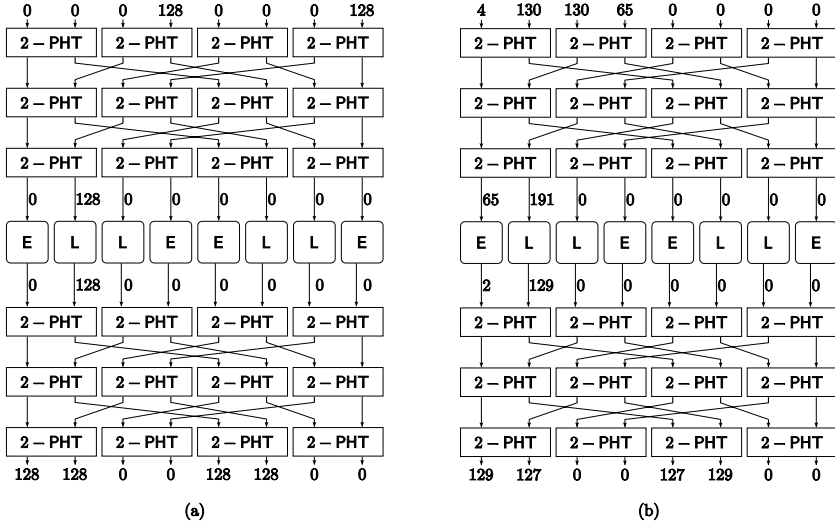 0 0 0 128 0 0 0 128
2 – PHT 2 – PHT 2 – PHT 2 – PHT
2 – PHT 2 – PHT 2 – PHT 2 – PHT
2 – PHT 2 – PHT 2 – PHT 2 – PHT
0 128 0 0 0 0 0 0
E L L E E L L E
0 128 0 0 0 0 0 0
2 – PHT 2 – PHT 2 – PHT 2 – PHT
2 – PHT 2 – PHT 2 – PHT 2 – PHT
2 – PHT 2 – PHT 2 – PHT 2 – PHT
128 128 0 0 128 128 0 0
(a)
4 130 130 65 0 0 0 0
2 – PHT 2 – PHT 2 – PHT 2 – PHT
2 – PHT 2 – PHT 2 – PHT 2 – PHT
2 – PHT 2 – PHT 2 – PHT 2 – PHT
65 191 0 0 0 0 0 0
E L L E E L L E
2 129 0 0 0 0 0 0
2 – PHT 2 – PHT 2 – PHT 2 – PHT
2 – PHT 2 – PHT 2 – PHT 2 – PHT
2 – PHT 2 – PHT 2 – PHT 2 – PHT
129 127 0 0 127 129 0 0
(b)